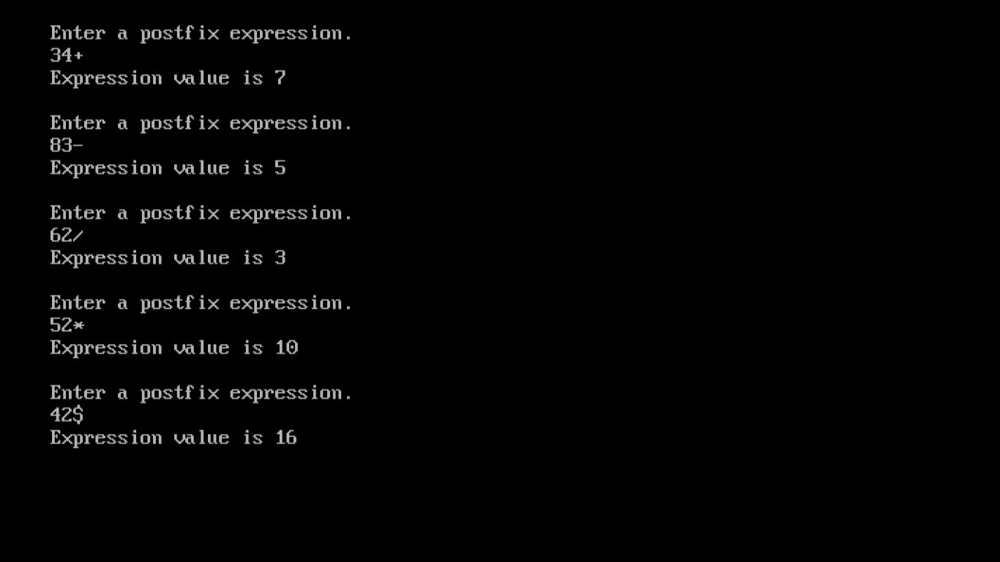 Enter a postfix expression.
34+
Expression value is 7
Enter a postfix expression.
83-
Expression value is 5
Enter a postfix expression.
62/
Expression value is 3
Enter a postfix expression.
52*
Expression value is 10
Enter a postfix expression.
42$
Expression value is 16